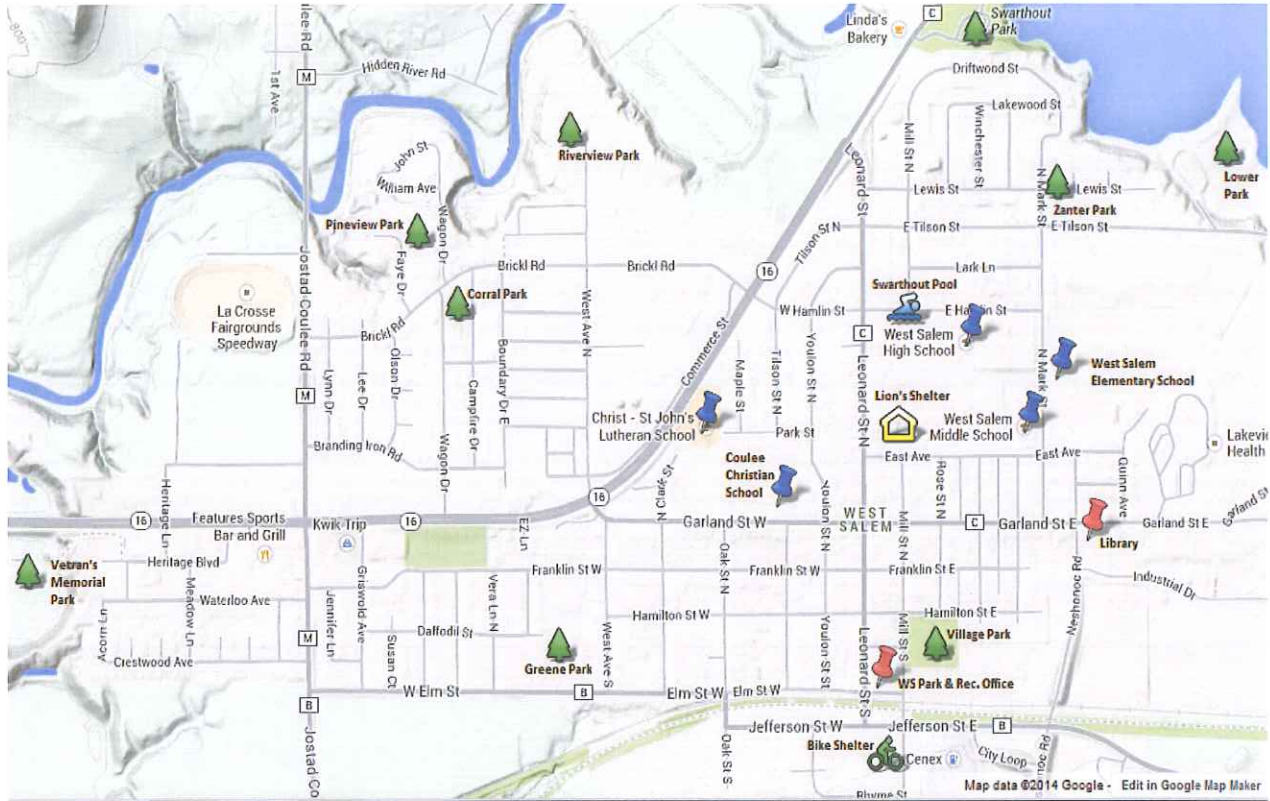 Linda's
Bakery
C
Swarthout
Park
800
ulee Rd
1st Ave
M
Hidden River Rd
Driftwood St
Lakewood St
Winchester St
Mill St N
Riverview Park
John St
William Ave
Pineview Park
Wagon Dr
Faye Dr
Leonard St
Lewis St
N Mark St
Lewis St
Zanter Park
Lower
Park
Tilson St N
E Tilson St
E Tilson St
Jostad Coulee Rd
Brickl Rd
Brickl Rd
16
Lark Ln
La Crosse
Fairgrounds
Speedway
Corral Park
Swarthout Pool
W Hamlin St
West Salem
High School
C
Brickl Rd
West Ave N
Boundary Dr E
Olson Dr
Lynn Dr
Lee Dr
Campfire Dr
Commerce St
Maple St
Tilson St N
Youlon St N
Leonard St N
N Mark St
West Salem
Elementary School
M
Lion's Shelter
Christ - St John's
Lutheran School
West Salem
Middle School
Park St
Branding Iron Rd
Wagon Dr
Coulee
Christian
School
East Ave
East Ave
Lakevie
Health
Clark St N
Rose St N
Quinn Ave
Heritage Ln
16
Features Sports
Bar and Grill
Kwik Trip
16
EZ Ln
16
Garland St W
Youlon St N
WEST
SALEM
Mill St N
C
Garland St E
Garland St E
Garland St
Library
Vetran's
Memorial
Park
Heritage Blvd
Franklin St W
Oak St N
Franklin St W
Franklin St E
Industrial Dr
Neshonoc Rd
Waterloo Ave
Meadow Ln
Acorn Ln
Jennifer Ln
Griswold Ave
Vera Ln N
Hamilton St W
Hamilton St E
M
Daffodil St
Susan Ct
Greene Park
West Ave S
Youlon St S
Leonard St S
Mill St S
Village Park
Crestwood Ave
W Elm St
B
Elm St W
Elm St W
WS Park & Rec. Office
B
Jostad Co
Jefferson St W
Jefferson St E
B
Oak St S
Bike Shelter
Cenex
City Loop
Rhyme St
Map data ©2014 Google - Edit in Google Map Maker